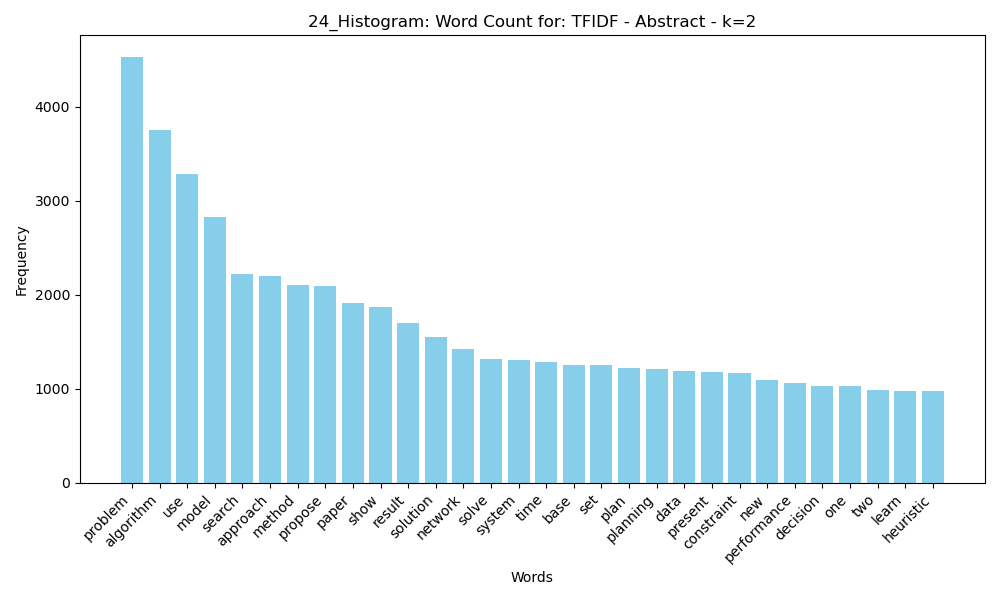 24_Histogram: Word Count for: TFIDF - Abstract - k=2
4000
3000
2000
1000
0
Frequency
problem
algorithm
use
model
search
approach
method
propose
paper
show
result
solution
network
solve
system
time
base
set
plan
planning
data
present
constraint
new
performance
decision
one
two
learn
heuristic
Words